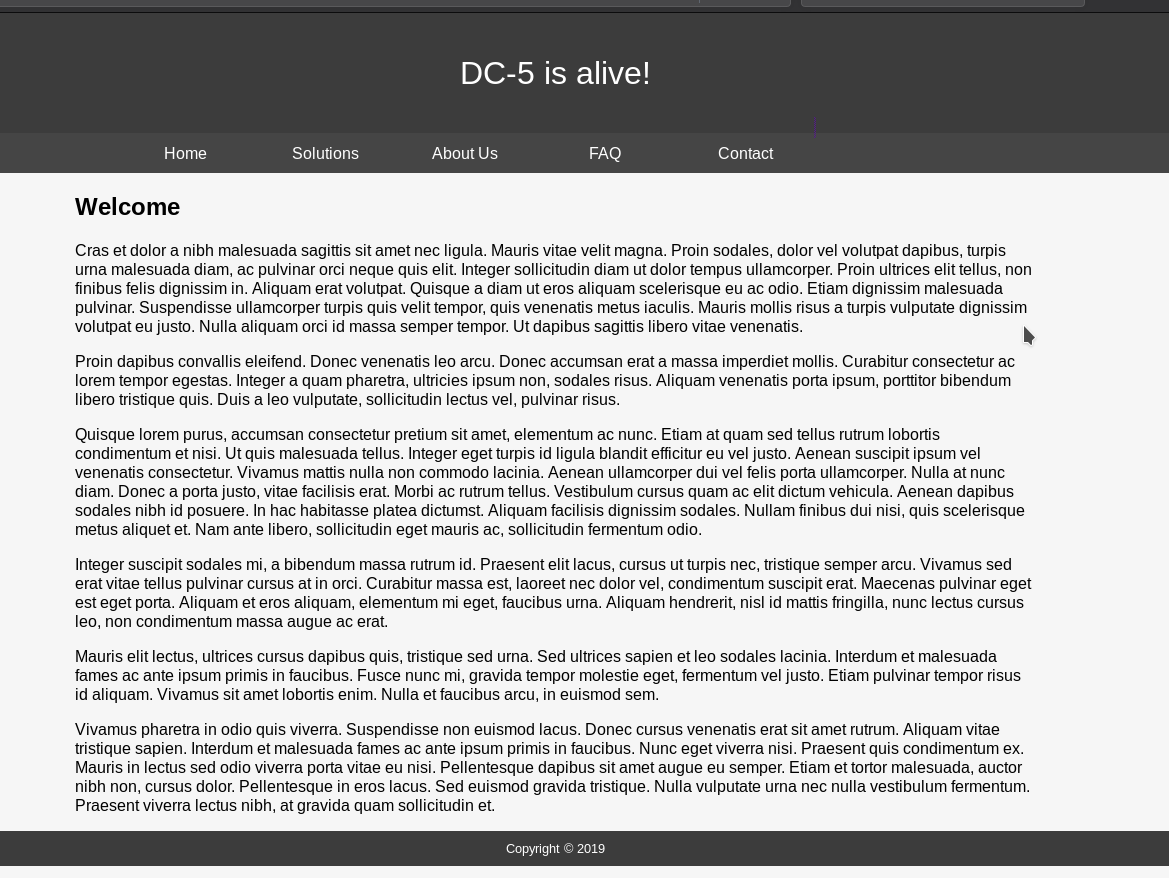 DC-5 is alive!
Home Solutions About Us FAQ Contact
Welcome
Cras et dolor a nibh malesuada sagittis sit amet nec ligula. Mauris vitae velit magna. Proin sodales, dolor vel volutpat dapibus, turpis
urna malesuada diam, ac pulvinar orci neque quis elit. Integer sollicitudin diam ut dolor tempus ullamcorper. Proin ultrices elit tellus, non
finibus felis dignissim in. Aliquam erat volutpat. Quisque a diam ut eros aliquam scelerisque eu ac odio. Etiam dignissim malesuada
pulvinar. Suspendisse ullamcorper turpis quis velit tempor, quis venenatis metus iaculis. Mauris mollis risus a turpis vulputate dignissim
volutpat eu justo. Nulla aliquam orci id massa semper tempor. Ut dapibus sagittis libero vitae venenatis.
Proin dapibus convallis eleifend. Donec venenatis leo arcu. Donec accumsan erat a massa imperdiet mollis. Curabitur consectetur ac
lorem tempor egestas. Integer a quam pharetra, ultricies ipsum non, sodales risus. Aliquam venenatis porta ipsum, porttitor bibendum
libero tristique quis. Duis a leo vulputate, sollicitudin lectus vel, pulvinar risus.
Quisque lorem purus, accumsan consectetur pretium sit amet, elementum ac nunc. Etiam at quam sed tellus rutrum lobortis
condimentum et nisi. Ut quis malesuada tellus. Integer eget turpis id ligula blandit efficitur eu vel justo. Aenean suscipit ipsum vel
venenatis consectetur. Vivamus mattis nulla non commodo lacinia. Aenean ullamcorper dui vel felis porta ullamcorper. Nulla at nunc
diam. Donec a porta justo, vitae facilisis erat. Morbi ac rutrum tellus. Vestibulum cursus quam ac elit dictum vehicula. Aenean dapibus
sodales nibh id posuere. In hac habitasse platea dictumst. Aliquam facilisis dignissim sodales. Nullam finibus dui nisi, quis scelerisque
metus aliquet et. Nam ante libero, sollicitudin eget mauris ac, sollicitudin fermentum odio.
Integer suscipit sodales mi, a bibendum massa rutrum id. Praesent elit lacus, cursus ut turpis nec, tristique semper arcu. Vivamus sed
erat vitae tellus pulvinar cursus at in orci. Curabitur massa est, laoreet nec dolor vel, condimentum suscipit erat. Maecenas pulvinar eget
est eget porta. Aliquam et eros aliquam, elementum mi eget, faucibus urna. Aliquam hendrerit, nisl id mattis fringilla, nunc lectus cursus
leo, non condimentum massa augue ac erat.
Mauris elit lectus, ultrices cursus dapibus quis, tristique sed urna. Sed ultrices sapien et leo sodales lacinia. Interdum et malesuada
fames ac ante ipsum primis in faucibus. Fusce nunc mi, gravida tempor molestie eget, fermentum vel justo. Etiam pulvinar tempor risus
id aliquam. Vivamus sit amet lobortis enim. Nulla et faucibus arcu, in euismod sem.
Vivamus pharetra in odio quis viverra. Suspendisse non euismod lacus. Donec cursus venenatis erat sit amet rutrum. Aliquam vitae
tristique sapien. Interdum et malesuada fames ac ante ipsum primis in faucibus. Nunc eget viverra nisi. Praesent quis condimentum ex.
Mauris in lectus sed odio viverra porta vitae eu nisi. Pellentesque dapibus sit amet augue eu semper. Etiam et tortor malesuada, auctor
nibh non, cursus dolor. Pellentesque in eros lacus. Sed euismod gravida tristique. Nulla vulputate urna nec nulla vestibulum fermentum.
Praesent viverra lectus nibh, at gravida quam sollicitudin et.
Copyright © 2019